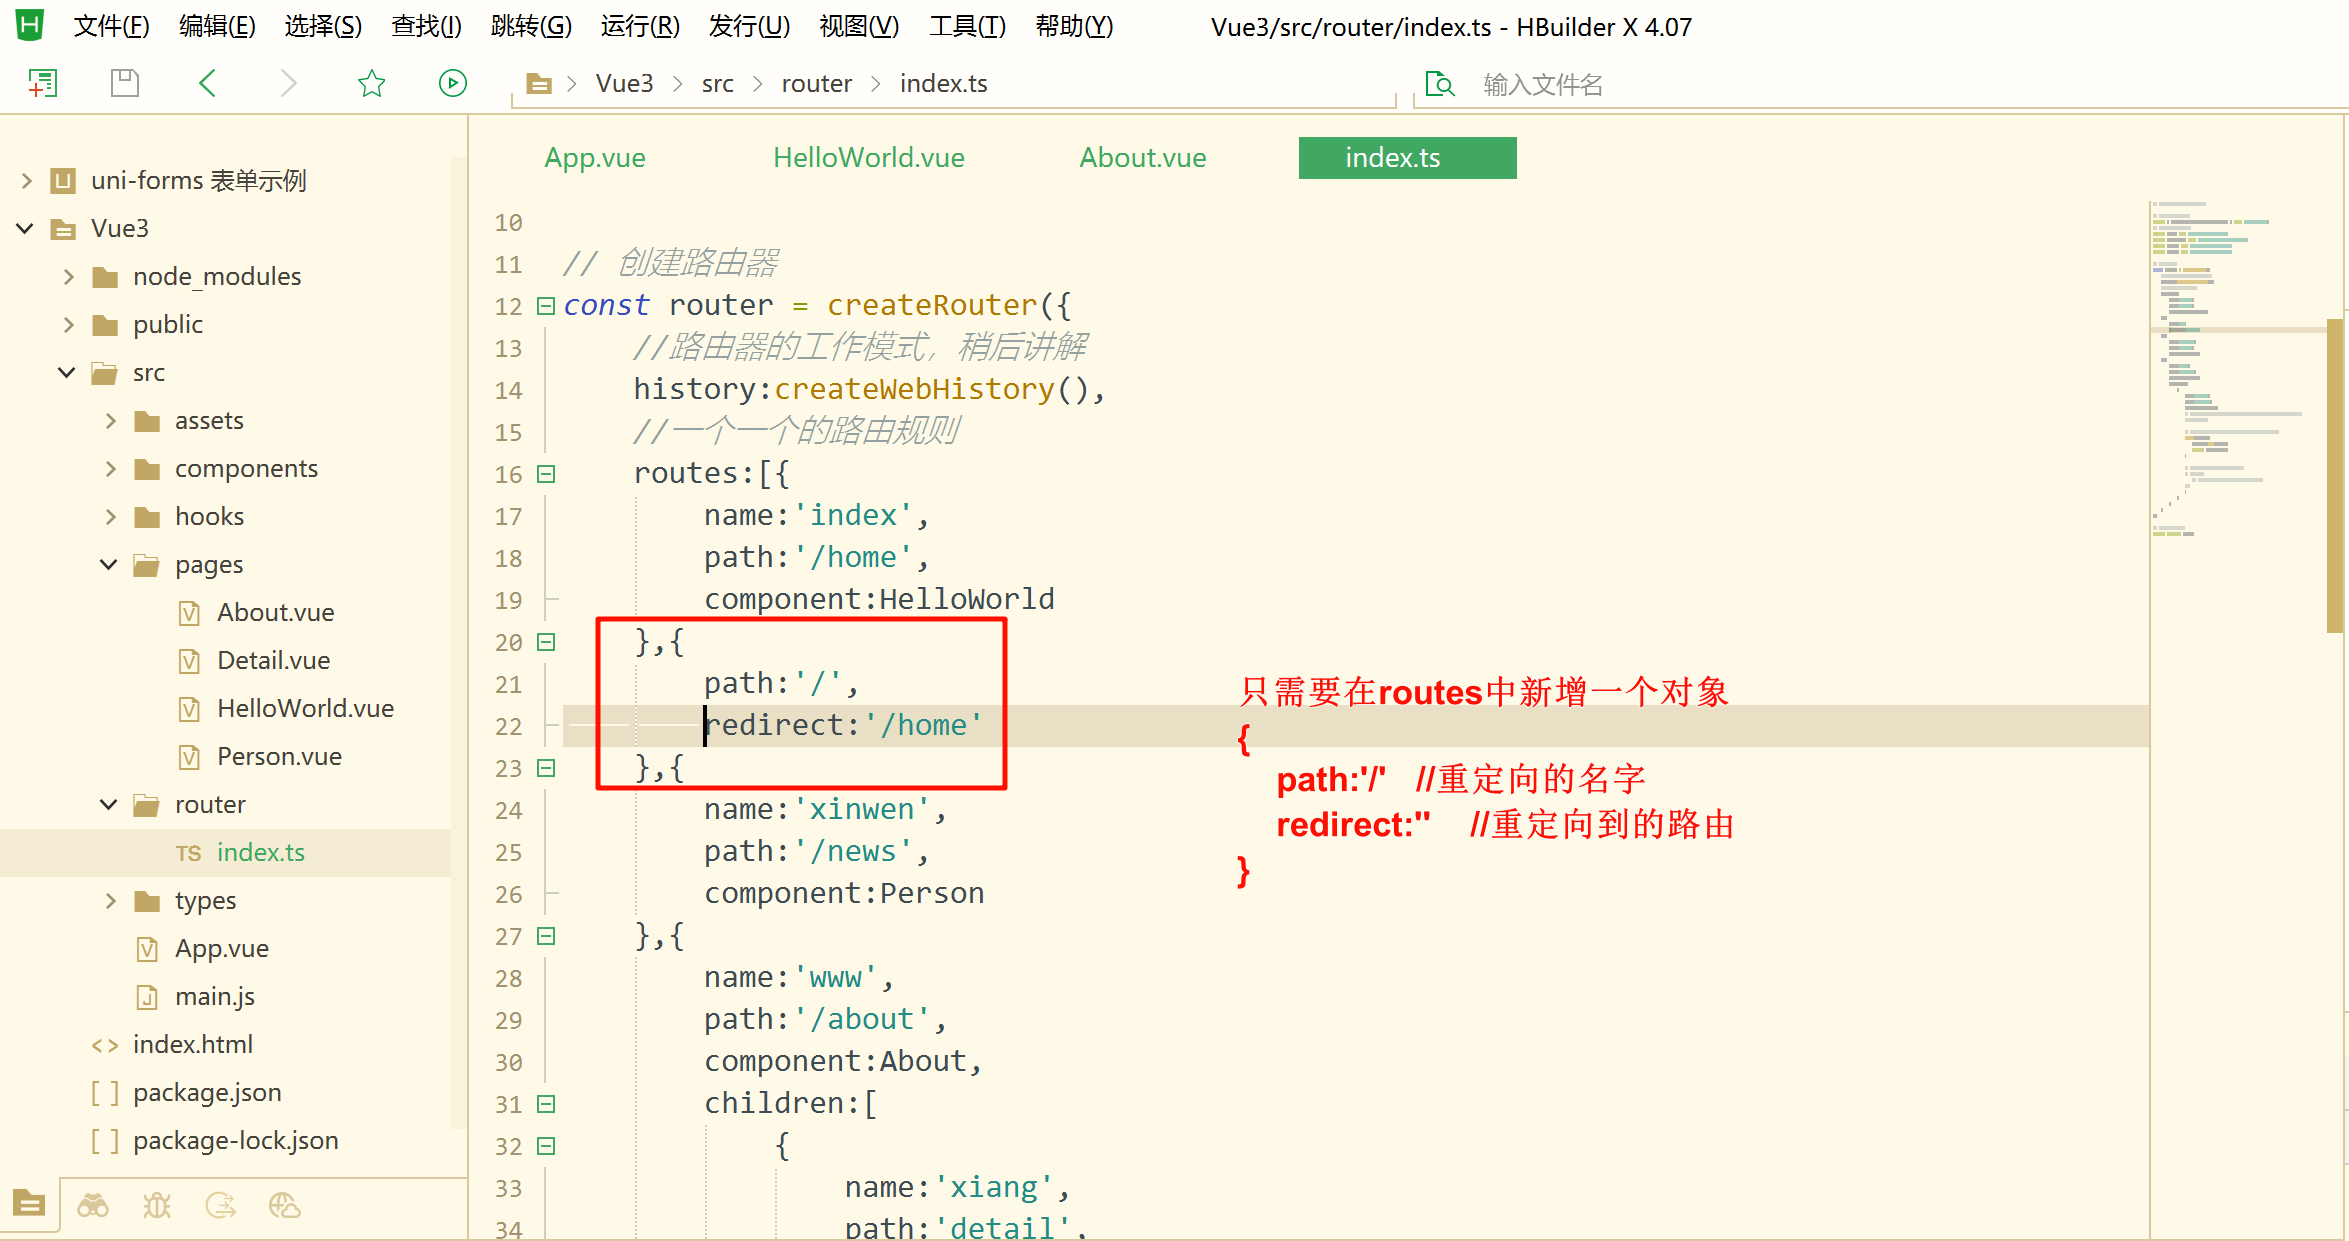 文件(F) 编辑(E) 选择(S) 查找(I) 跳转(G) 运行(R) 发行(U) 视图(V) 工具(T) 帮助(Y) Vue3/src/router/index.ts - HBuilder X 4.07
Vue3 src router index.ts 输入文件名
App.vue HelloWorld.vue About.vue index.ts
uni-forms 表单示例
Vue3
node_modules
public
src
assets
components
hooks
pages
About.vue
Detail.vue
HelloWorld.vue
Person.vue
router
TS index.ts
types
App.vue
main.js
index.html
package.json
package-lock.json
10
11 // 创建路由器
12 const router = createRouter({
13 //路由器的工作模式，稍后讲解
14 history:createWebHistory(),
15 //一个一个的路由规则
16 routes:[{
17 name:'index',
18 path:'/home',
19 component:HelloWorld
20 },{
21 path:'/',
22 redirect:'/home'
23 },{
24 name:'xinwen',
25 path:'/news',
26 component:Person
27 },{
28 name:'www',
29 path:'/about',
30 component:About,
31 children:[
32 {
33 name:'xiang',
34 path:'detail',
只需要在routes中新增一个对象
{
path:'/' //重定向的名字
redirect:'' //重定向到的路由
}